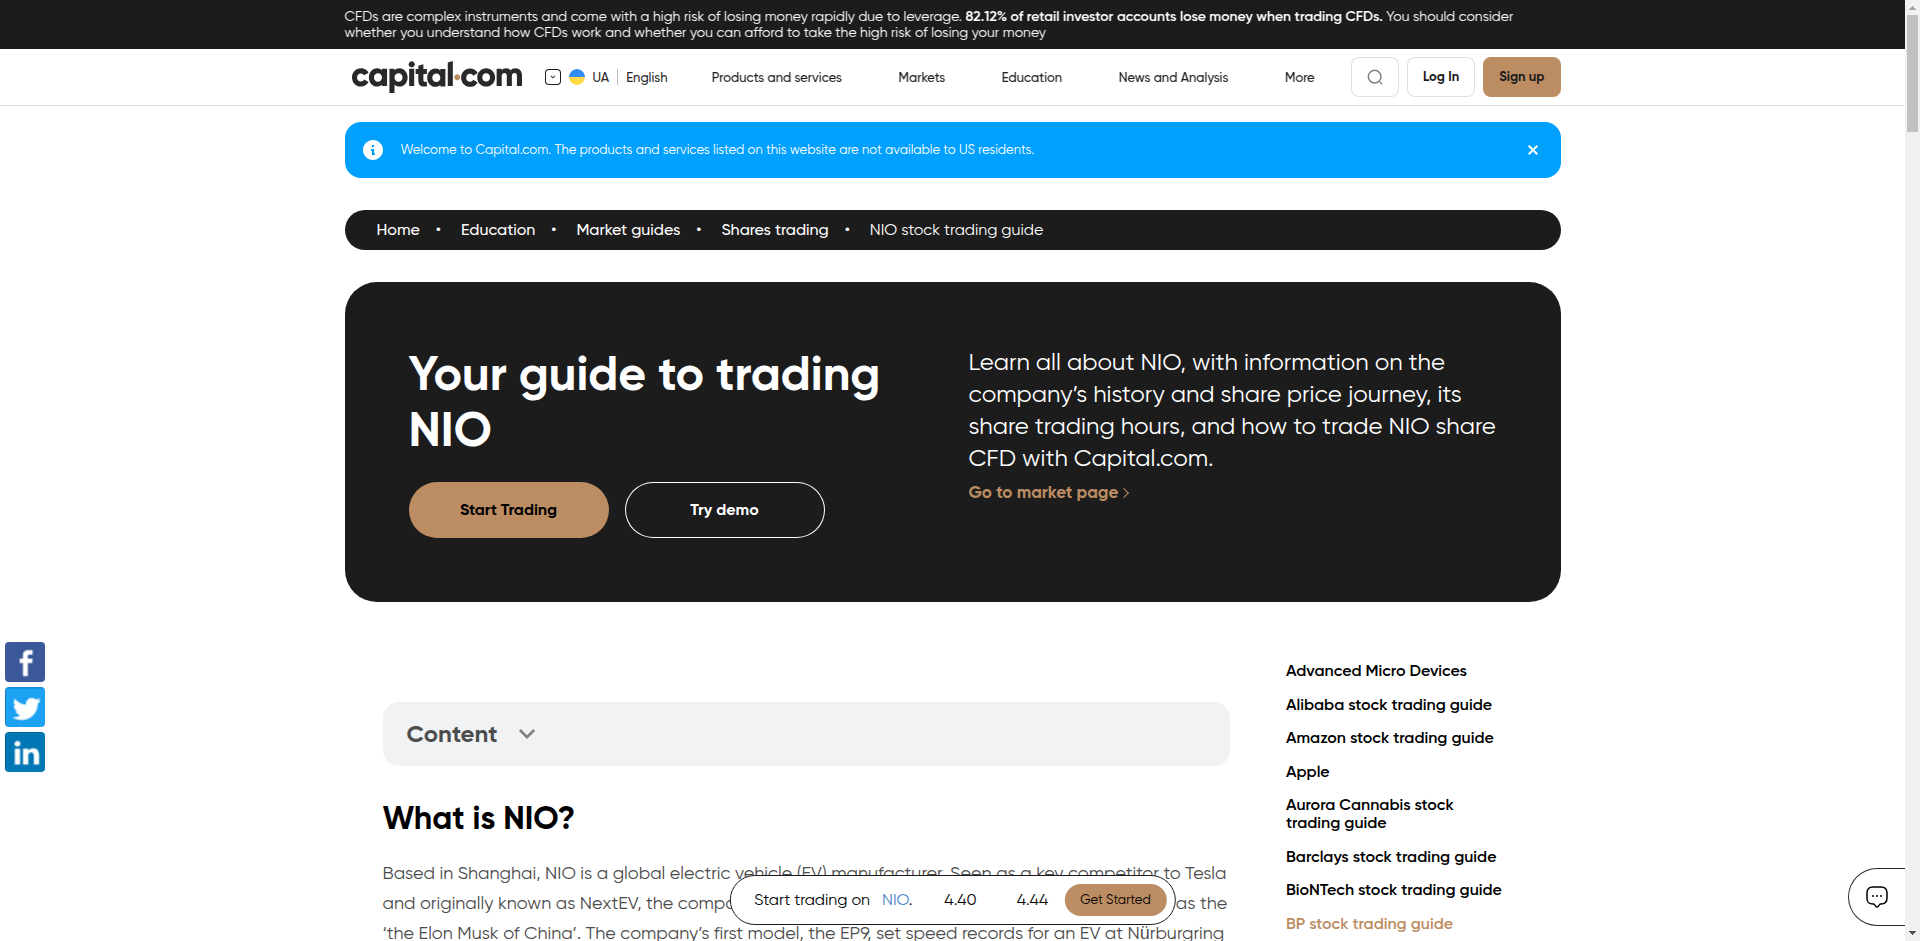 CFDs are complex instruments and come with a high risk of losing money rapidly due to leverage. 82.12% of retail investor accounts lose money when trading CFDs. You should consider
whether you understand how CFDs work and whether you can afford to take the high risk of losing your money
capital.com UA English Products and services Markets Education News and Analysis More Log In Sign up
Welcome to Capital.com. The products and services listed on this website are not available to US residents.
Home • Education • Market guides • Shares trading • NIO stock trading guide
Your guide to trading
NIO
Start Trading Try demo
Learn all about NIO, with information on the
company's history and share price journey, its
share trading hours, and how to trade NIO share
CFD with Capital.com.
Go to market page
Content
What is NIO?
Based in Shanghai, NIO is a global electric vehicle (EV) manufacturer. Seen as a key competitor to Tesla
and originally known as NextEV, the compa as the
'the Elon Musk of China'. The company's first model, the EP9, set speed records for an EV at Nürburgring
Start trading on NIO. 4.40 4.44 Get Started
Advanced Micro Devices
Alibaba stock trading guide
Amazon stock trading guide
Apple
Aurora Cannabis stock
trading guide
Barclays stock trading guide
BioNTech stock trading guide
BP stock trading guide